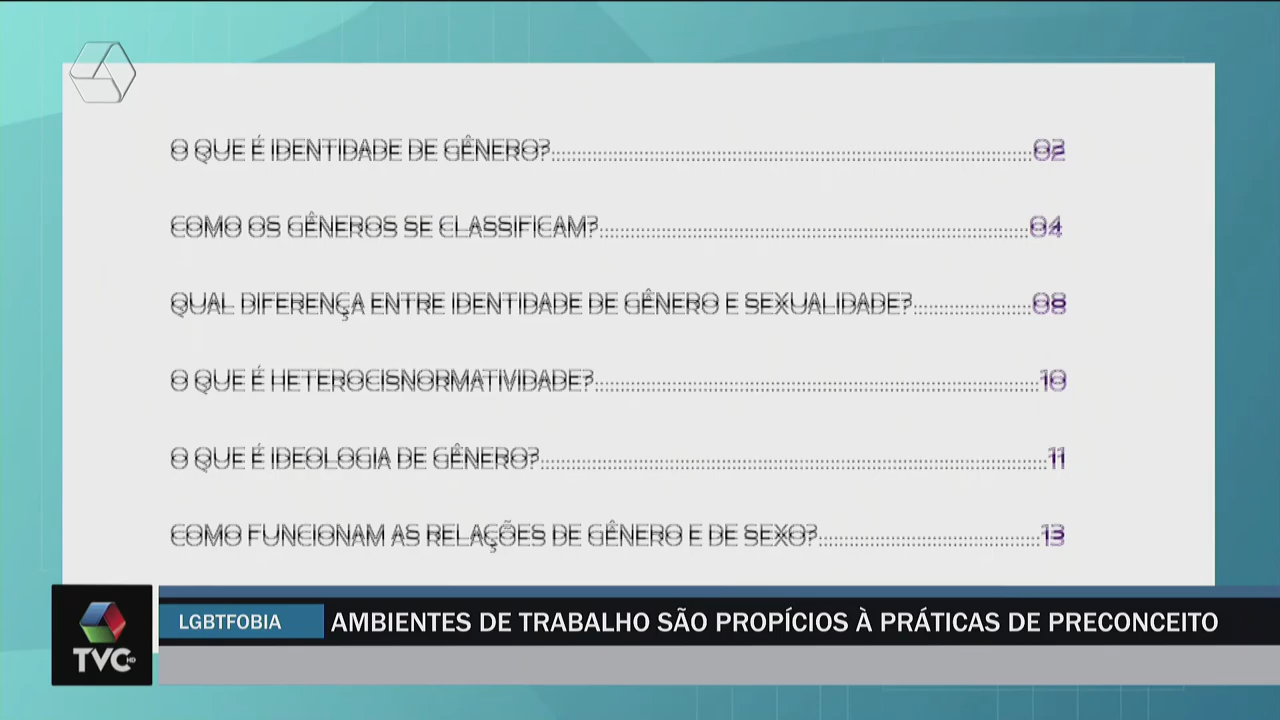 O QUE É IDENTIDADE DE GÊNERO?..........02
COMO OS GÊNEROS SE CLASSIFICAM?..........04
QUAL DIFERENÇA ENTRE IDENTIDADE DE GÊNERO E SEXUALIDADE?..........08
O QUE É HETEROCISNORMATIVIDADE?..........10
O QUE É IDEOLOGIA DE GÊNERO?..........11
COMO FUNCIONAM AS RELAÇÕES DE GÊNERO E DE SEXO?..........13
LGBTFOBIA AMBIENTES DE TRABALHO SÃO PROPÍCIOS À PRÁTICAS DE PRECONCEITO
TVC HD